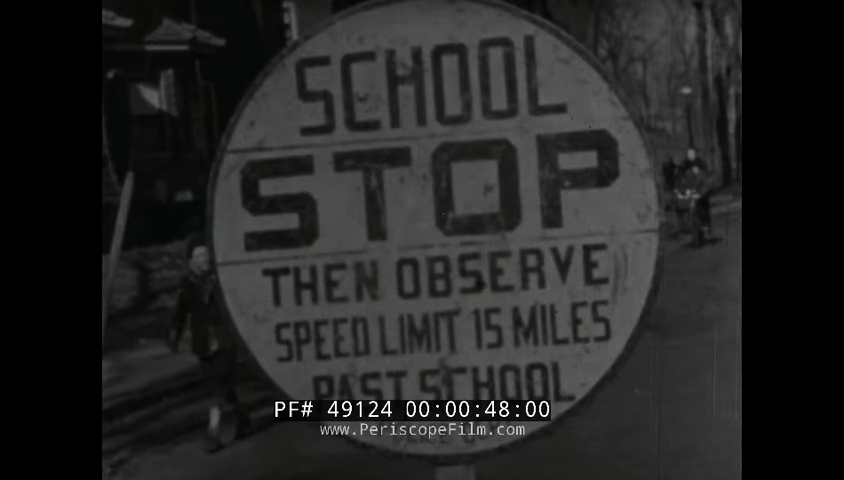 SCHOOL
STOP
THEN OBSERVE
SPEED LIMIT 15 MILES
PAST SCHOOL
PF# 49124 00:00:48:00
www.PeriscopeFilm.com